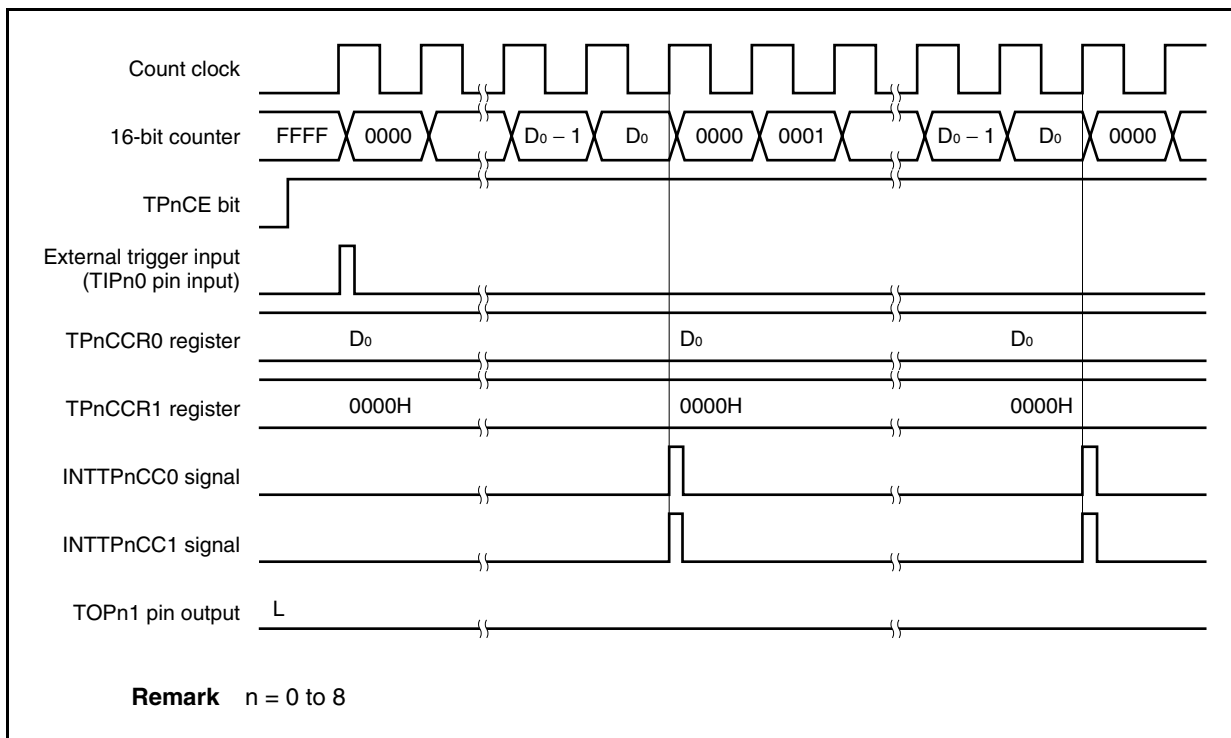 Count clock
16-bit counter FFFF 0000 D₀ − 1 D₀ 0000 0001 D₀ − 1 D₀ 0000
TPnCE bit
External trigger input
(TIPn0 pin input)
TPnCCR0 register D₀ D₀ D₀
TPnCCR1 register 0000H 0000H 0000H
INTTPnCC0 signal
INTTPnCC1 signal
TOPn1 pin output L
Remark n = 0 to 8